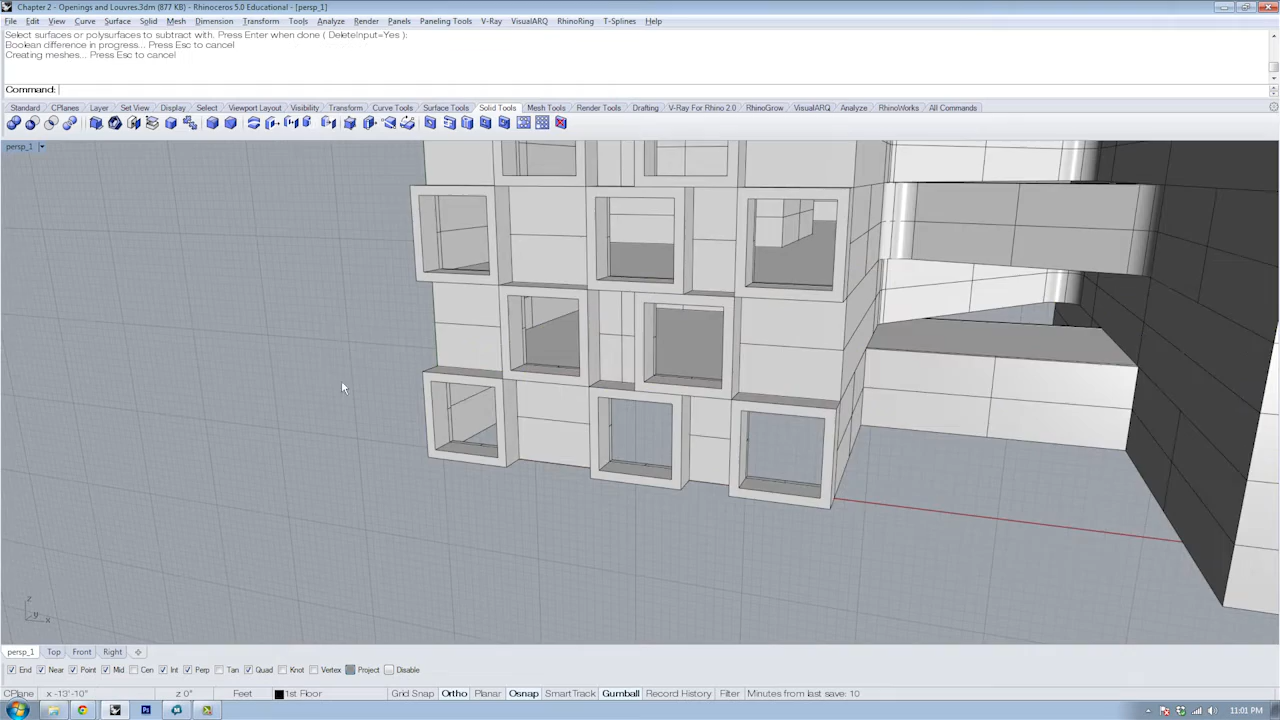 Chapter 2 - Openings and Louvres.3dm (877 KB) - Rhinoceros 5.0 Educational - [persp_1]
File Edit View Curve Surface Solid Mesh Dimension Transform Tools Analyze Render Panels Paneling Tools V-Ray VisualARQ RhinoRing T-Splines Help
Select surfaces or polysurfaces to subtract with. Press Enter when done ( DeleteInput=Yes ):
Boolean difference in progress... Press Esc to cancel
Creating meshes... Press Esc to cancel
Command:
Standard CPlanes Layer Set View Display Select Viewport Layout Visibility Transform Curve Tools Surface Tools Solid Tools Mesh Tools Render Tools Drafting V-Ray For Rhino 2.0 RhinoGrow VisualARQ Analyze RhinoWorks All Commands
persp_1
z
y
x
persp_1 Top Front Right
End Near Point Mid Cen Int Perp Tan Quad Knot Vertex Project Disable
CPlane x -13'-10" z 0" Feet 1st Floor Grid Snap Ortho Planar Osnap SmartTrack Gumball Record History Filter Minutes from last save: 10
11:01 PM